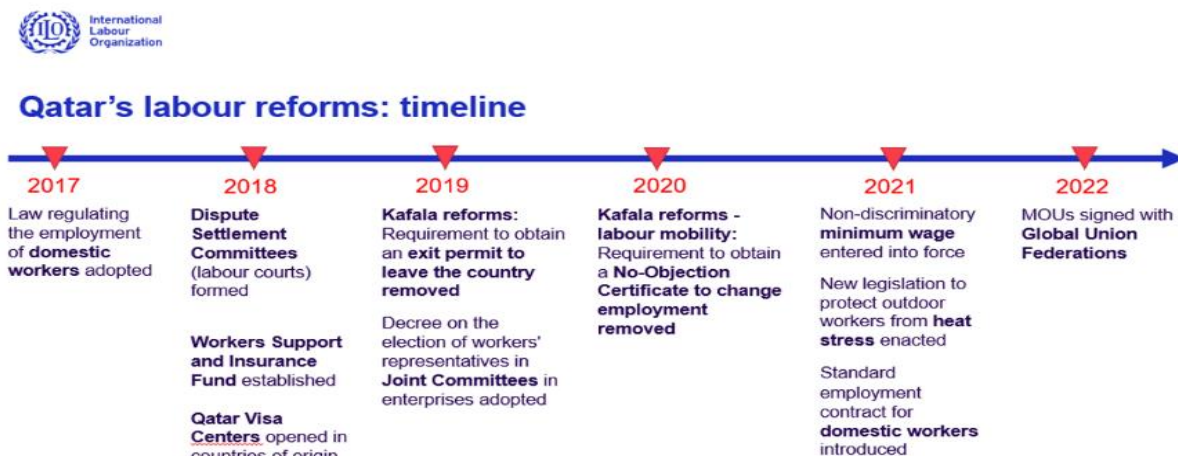 International
Labour
Organization
Qatar’s labour reforms: timeline
2017
Law regulating
the employment
of domestic
workers adopted
2018
Dispute
Settlement
Committees
(labour courts)
formed
Workers Support
and Insurance
Fund established
Qatar Visa
Centers opened in
countries of origin
2019
Kafala reforms:
Requirement to obtain
an exit permit to
leave the country
removed
Decree on the
election of workers'
representatives in
Joint Committees in
enterprises adopted
2020
Kafala reforms -
labour mobility:
Requirement to obtain
a No-Objection
Certificate to change
employment
removed
2021
Non-discriminatory
minimum wage
entered into force
New legislation to
protect outdoor
workers from heat
stress enacted
Standard
employment
contract for
domestic workers
introduced
2022
MOUs signed with
Global Union
Federations